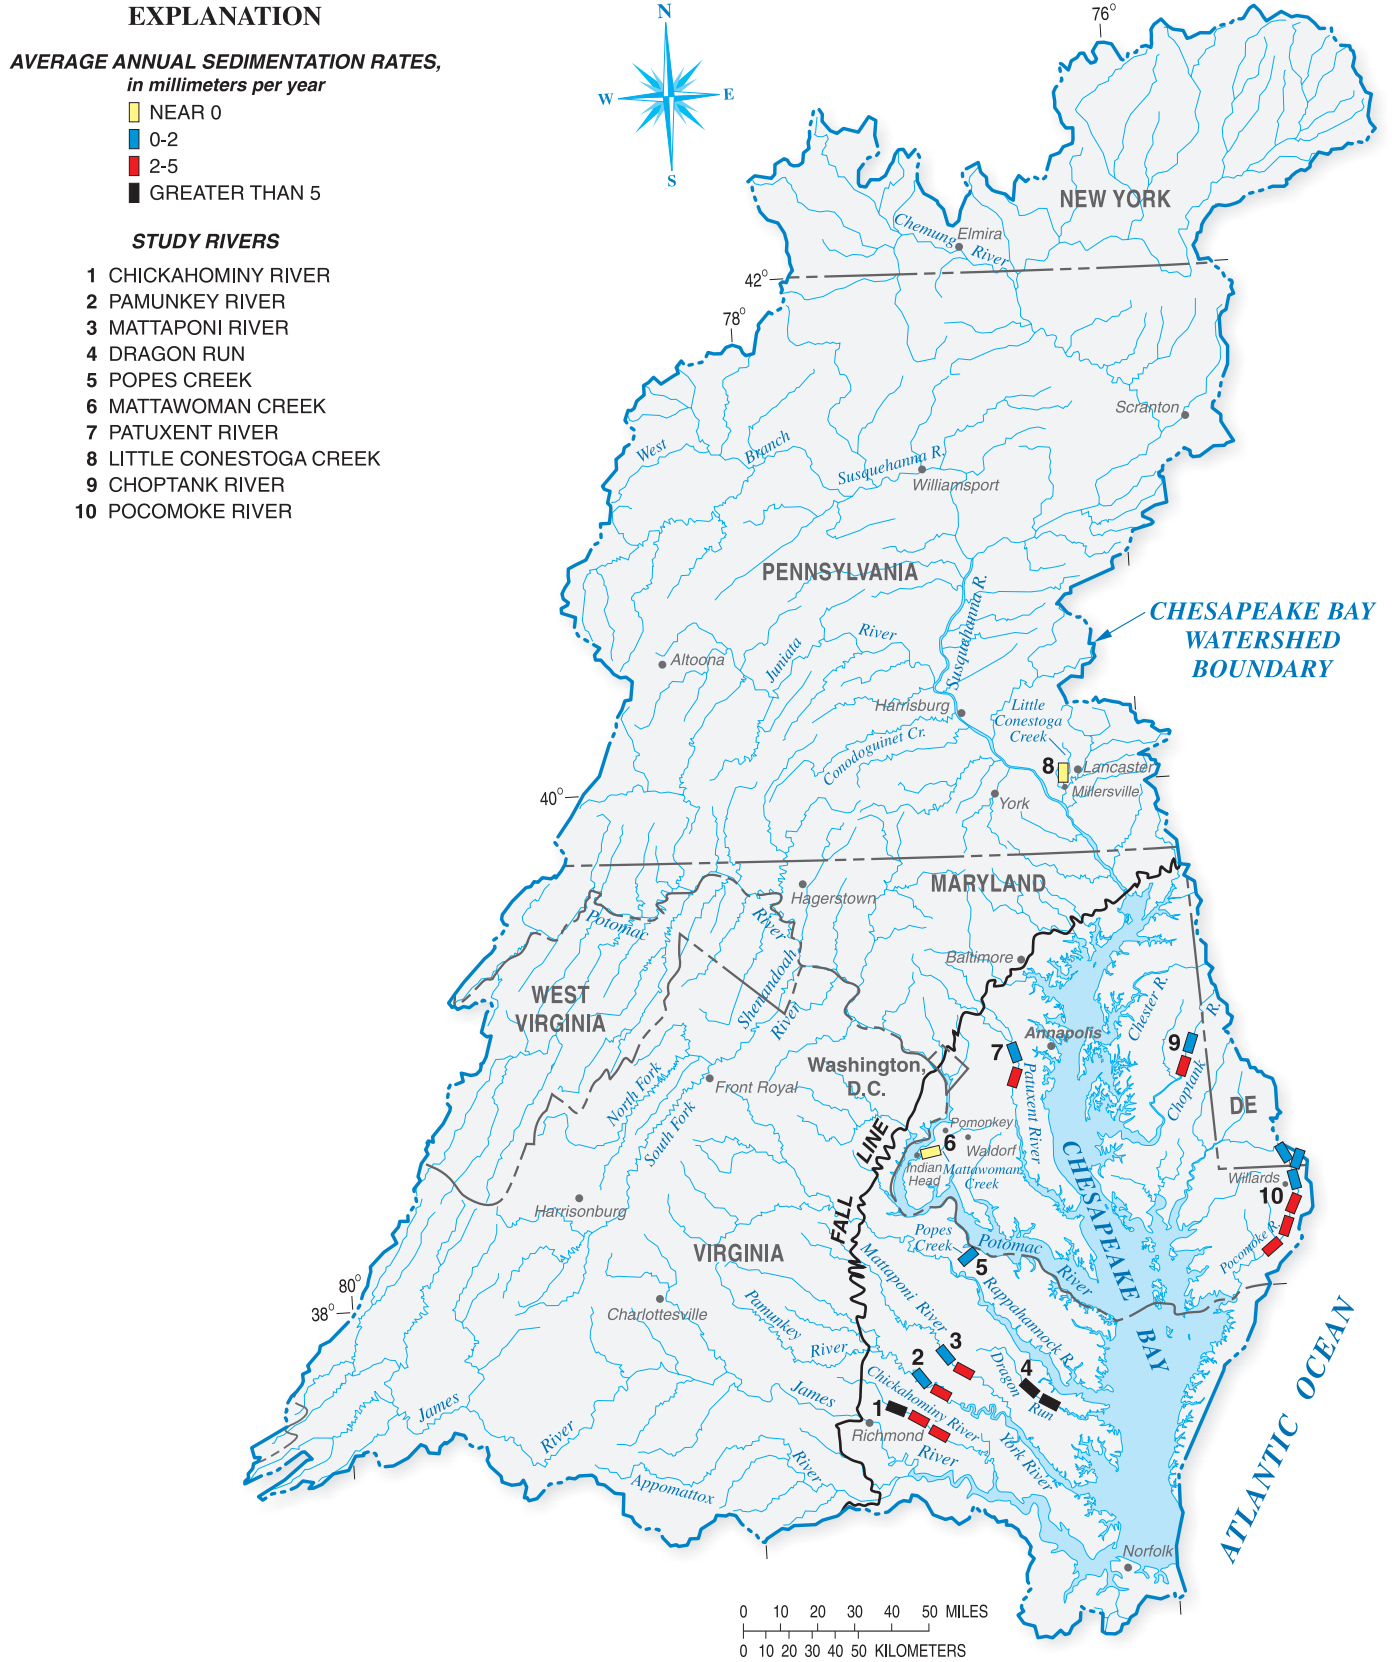 EXPLANATION
AVERAGE ANNUAL SEDIMENTATION RATES,
in millimeters per year
NEAR 0
0-2
2-5
GREATER THAN 5
STUDY RIVERS
1 CHICKAHOMINY RIVER
2 PAMUNKEY RIVER
3 MATTAPONI RIVER
4 DRAGON RUN
5 POPES CREEK
6 MATTAWOMAN CREEK
7 PATUXENT RIVER
8 LITTLE CONESTOGA CREEK
9 CHOPTANK RIVER
10 POCOMOKE RIVER
N
W
E
S
76°
NEW YORK
Chemung
Elmira
River
42°
78°
Scranton
West
Branch
Susquehanna R.
Williamsport
PENNSYLVANIA
Susquehanna R.
CHESAPEAKE BAY
WATERSHED
BOUNDARY
River
Juniata
Altoona
Harrisburg
Little
Conestoga
Creek
Conodoguinet Cr.
8
Lancaster
Millersville
York
40°
MARYLAND
Hagerstown
Potomac
River
Baltimore
Shenandoah
River
WEST
VIRGINIA
Chester R.
R.
Annapolis
7
9
Washington,
D.C.
North Fork
South Fork
Front Royal
Patuxent River
Choptank
DE
Pomonkey
6
Waldorf
LINE
Indian
Head
Mattawoman
Creek
Willards
10
Harrisonburg
FALL
Popes
Creek
Potomac
River
5
CHESAPEAKE
BAY
Pocomoke R.
VIRGINIA
Mattaponi River
Rappahannock R.
80°
38°
Charlottesville
Pamunkey
River
3
2
4
Dragon
Run
Chickahominy River
1
James
Richmond
River
York River
James
River
Appomattox
River
ATLANTIC OCEAN
Norfolk
0 10 20 30 40 50 MILES
0 10 20 30 40 50 KILOMETERS